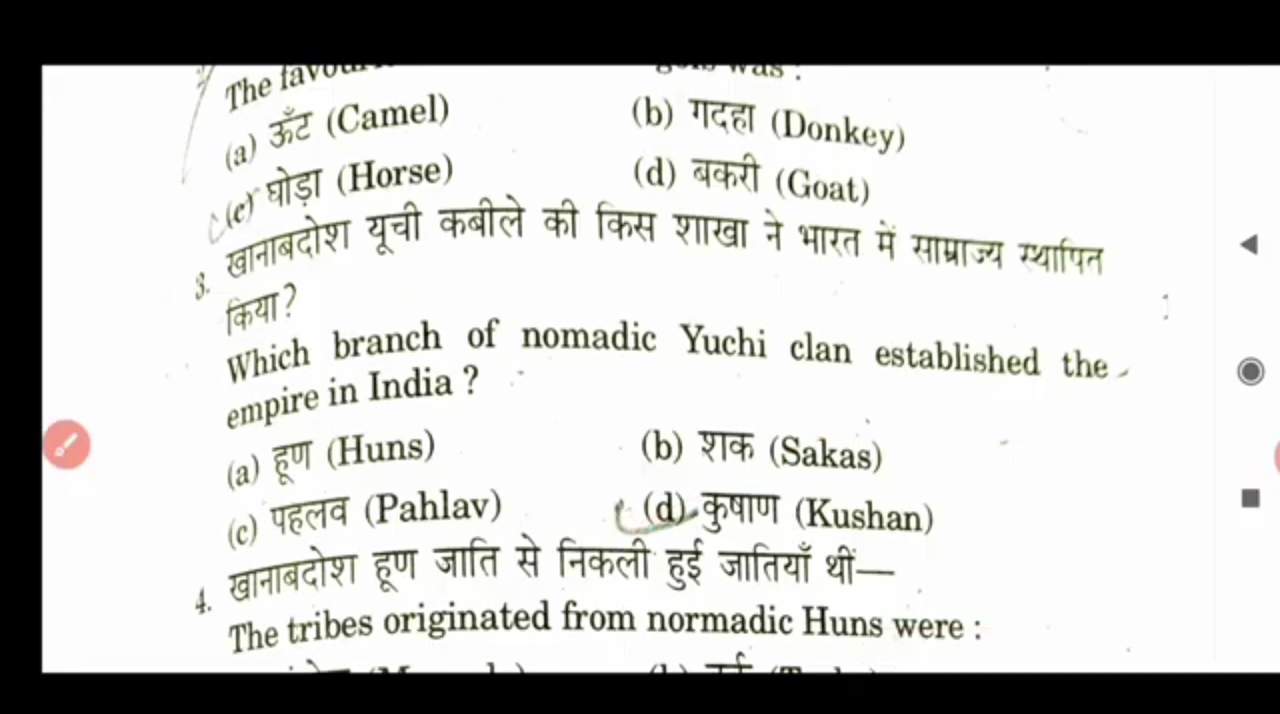 The
was :
(a) ऊँट (Camel) (b) गदहा (Donkey)
(c) घोड़ा (Horse) (d) बकरी (Goat)
3. खानाबदोश यूची कबीले की किस शाखा ने भारत में साम्राज्य स्थापित
किया?
Which branch of nomadic Yuchi clan established the
empire in India ?
(a) हूण (Huns) (b) शक (Sakas)
(c) पहलव (Pahlav) (d) कुषाण (Kushan)
4. खानाबदोश हूण जाति से निकली हुई जातियाँ थीं—
The tribes originated from normadic Huns were :